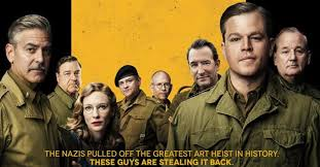 THE NAZIS PULLED OFF THE GREATEST ART HEIST IN HISTORY.
THESE GUYS ARE STEALING IT BACK.